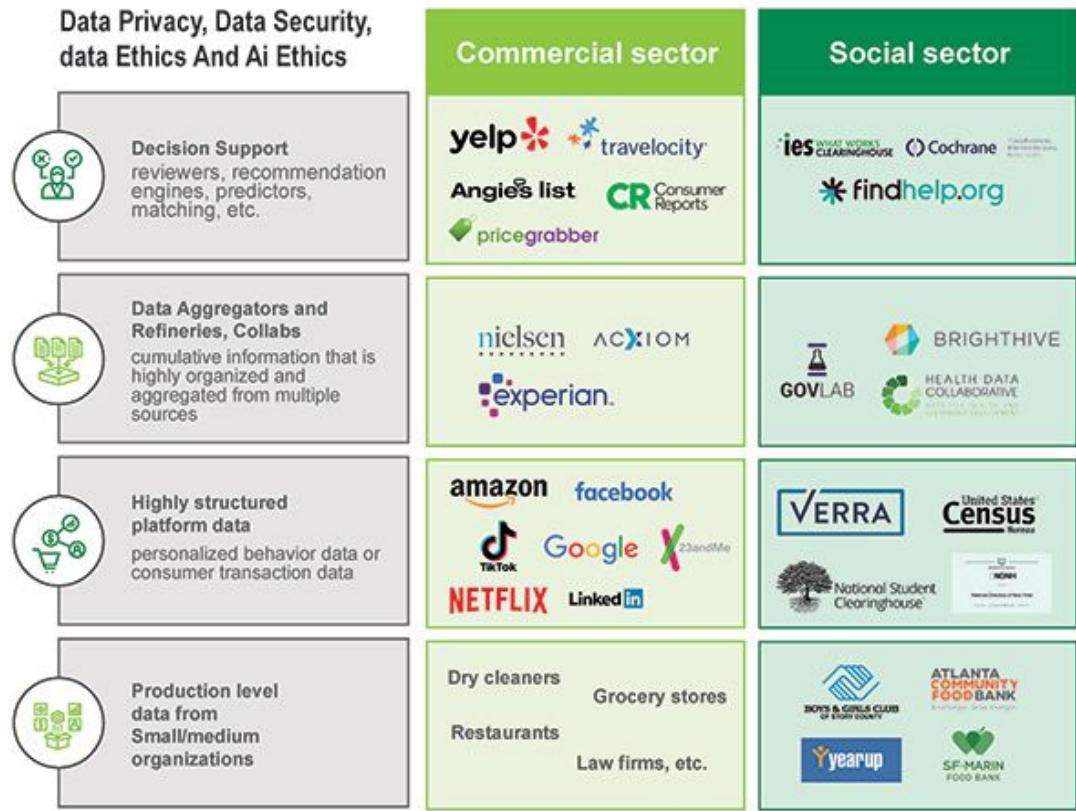 Data Privacy, Data Security,
data Ethics And Ai Ethics
Commercial sector
Social sector
Decision Support
reviewers, recommendation
engines, predictors,
matching, etc.
yelp
travelocity
Angie's list
CR Consumer
Reports
pricegrabber
ies WHAT WORKS
CLEARINGHOUSE
Cochrane
findhelp.org
Data Aggregators and
Refineries, Collabs
cumulative information that is
highly organized and
aggregated from multiple
sources
nielsen
ACXIOM
experian.
GOVLAB
BRIGHTHIVE
HEALTH DATA
COLLABORATIVE
Highly structured
platform data
personalized behavior data or
consumer transaction data
amazon
facebook
TikTok
Google
23andMe
NETFLIX
Linked in
VERRA
United States
Census
Bureau
National Student
Clearinghouse
NDNH
Production level
data from
Small/medium
organizations
Dry cleaners
Grocery stores
Restaurants
Law firms, etc.
BOYS & GIRLS CLUB
OF STORY COUNTY
ATLANTA
COMMUNITY
FOODBANK
year up
SF-MARIN
FOOD BANK